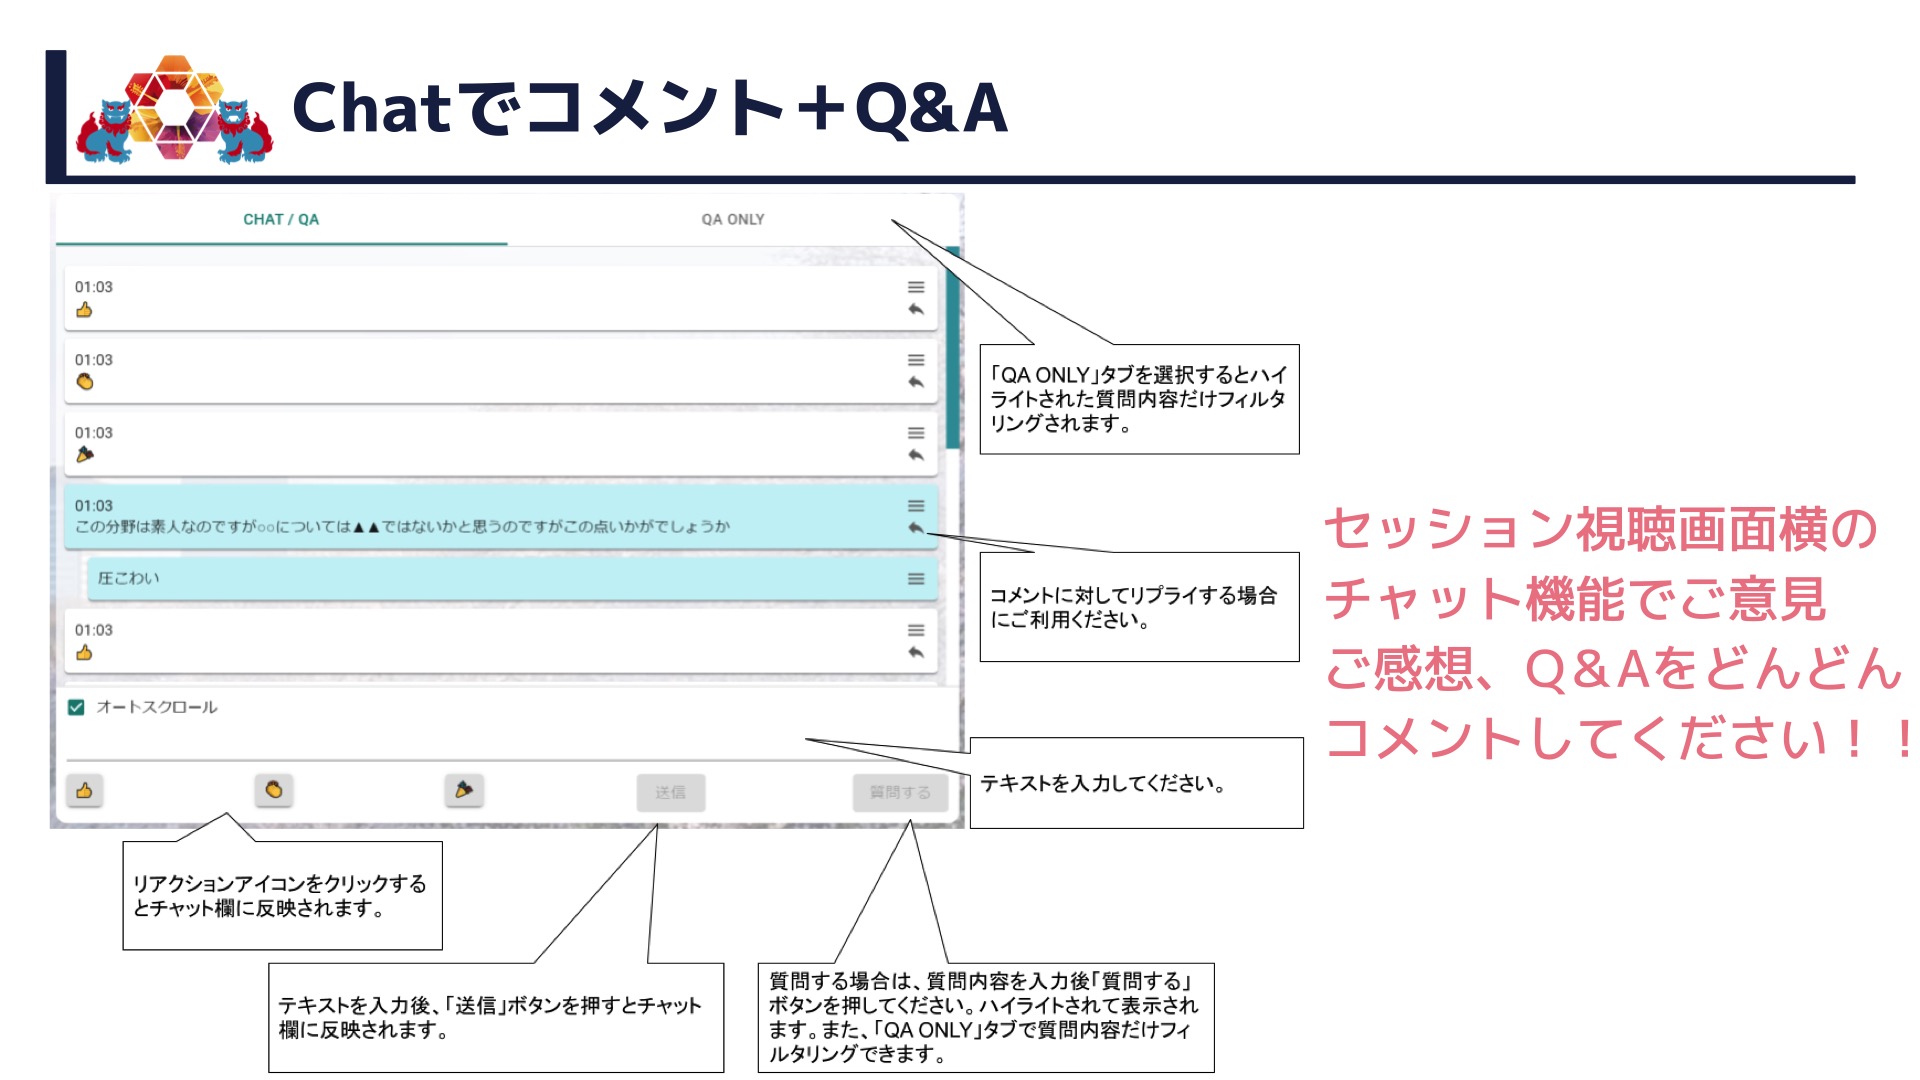 Chatでコメント＋Q&A
CHAT / QA
QA ONLY
01:03
01:03
01:03
01:03
この分野は素人なのですが○○については▲▲ではないかと思うのですがこの点いかがでしょうか
圧こわい
01:03
オートスクロール
送信
質問する
「QA ONLY」タブを選択するとハイ
ライトされた質問内容だけフィルタ
リングされます。
コメントに対してリプライする場合
にご利用ください。
テキストを入力してください。
リアクションアイコンをクリックする
とチャット欄に反映されます。
テキストを入力後、「送信」ボタンを押すとチャット
欄に反映されます。
質問する場合は、質問内容を入力後「質問する」
ボタンを押してください。ハイライトされて表示され
ます。また、「QA ONLY」タブで質問内容だけフィ
ルタリングできます。
セッション視聴画面横の
チャット機能でご意見
ご感想、Q＆Aをどんどん
コメントしてください！！